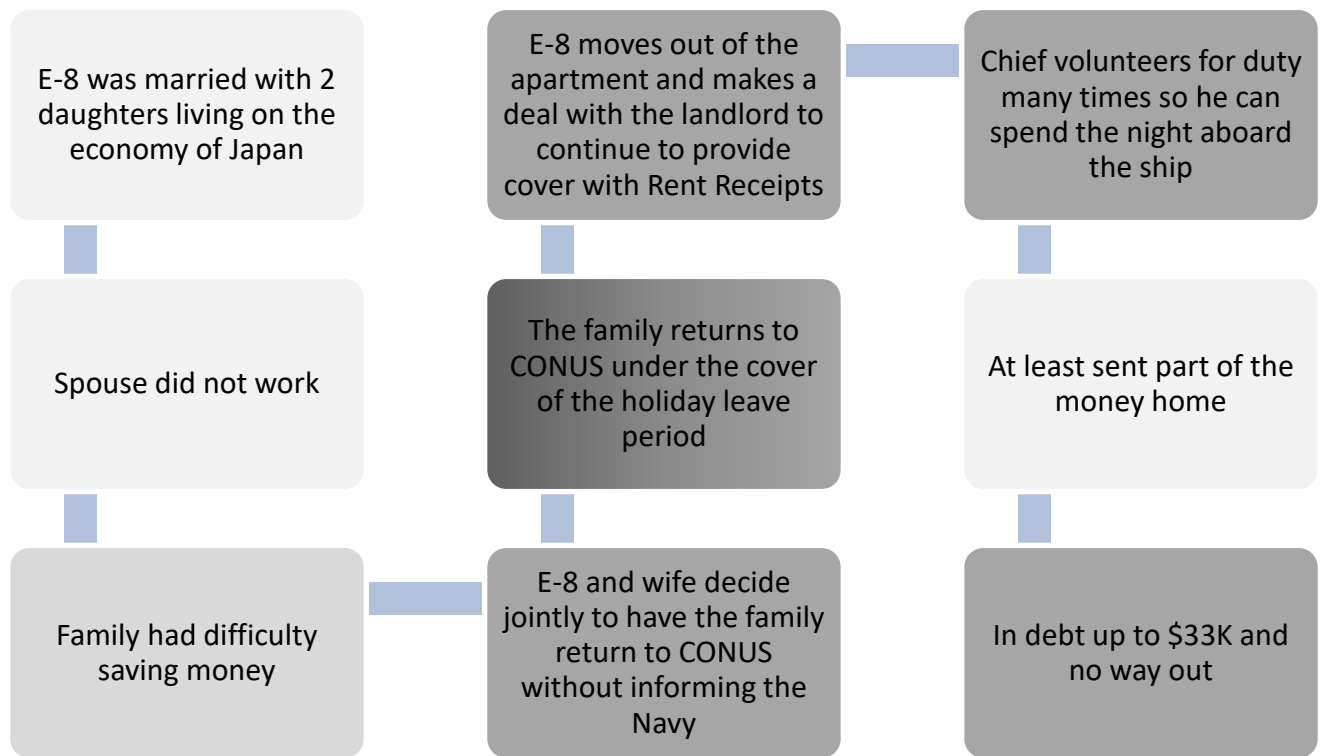 E-8 was married with 2
daughters living on the
economy of Japan
Spouse did not work
Family had difficulty
saving money
E-8 and wife decide
jointly to have the family
return to CONUS
without informing the
Navy
The family returns to
CONUS under the cover
of the holiday leave
period
E-8 moves out of the
apartment and makes a
deal with the landlord to
continue to provide
cover with Rent Receipts
Chief volunteers for duty
many times so he can
spend the night aboard
the ship
At least sent part of the
money home
In debt up to $33K and
no way out